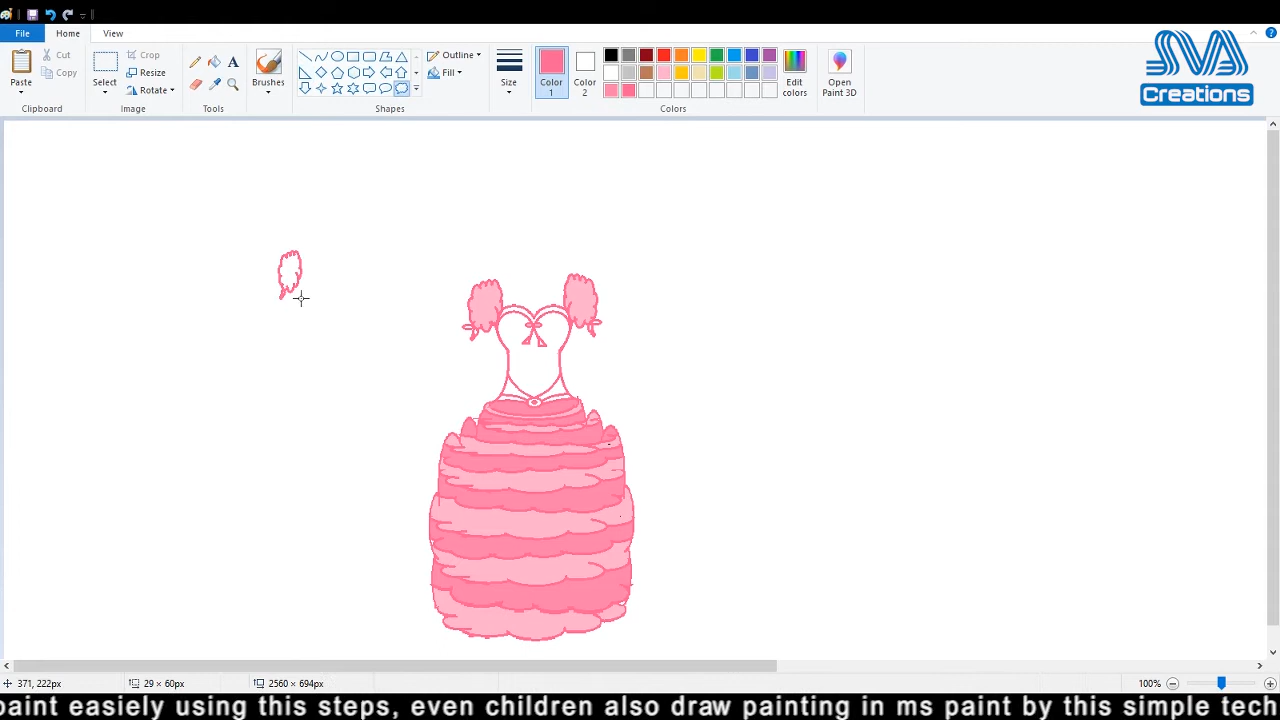 File Home View
SVA
Creations
Paste
Cut
Copy
Clipboard
Select
Crop
Resize
Rotate
Image
Tools
Brushes
Shapes
Outline
Fill
Size
Color
1
Color
2
Colors
Edit
colors
Open
Paint 3D
371, 222px 29 × 60px 2560 × 694px 100%
paint easiely using this steps, even children also draw painting in ms paint by this simple tech